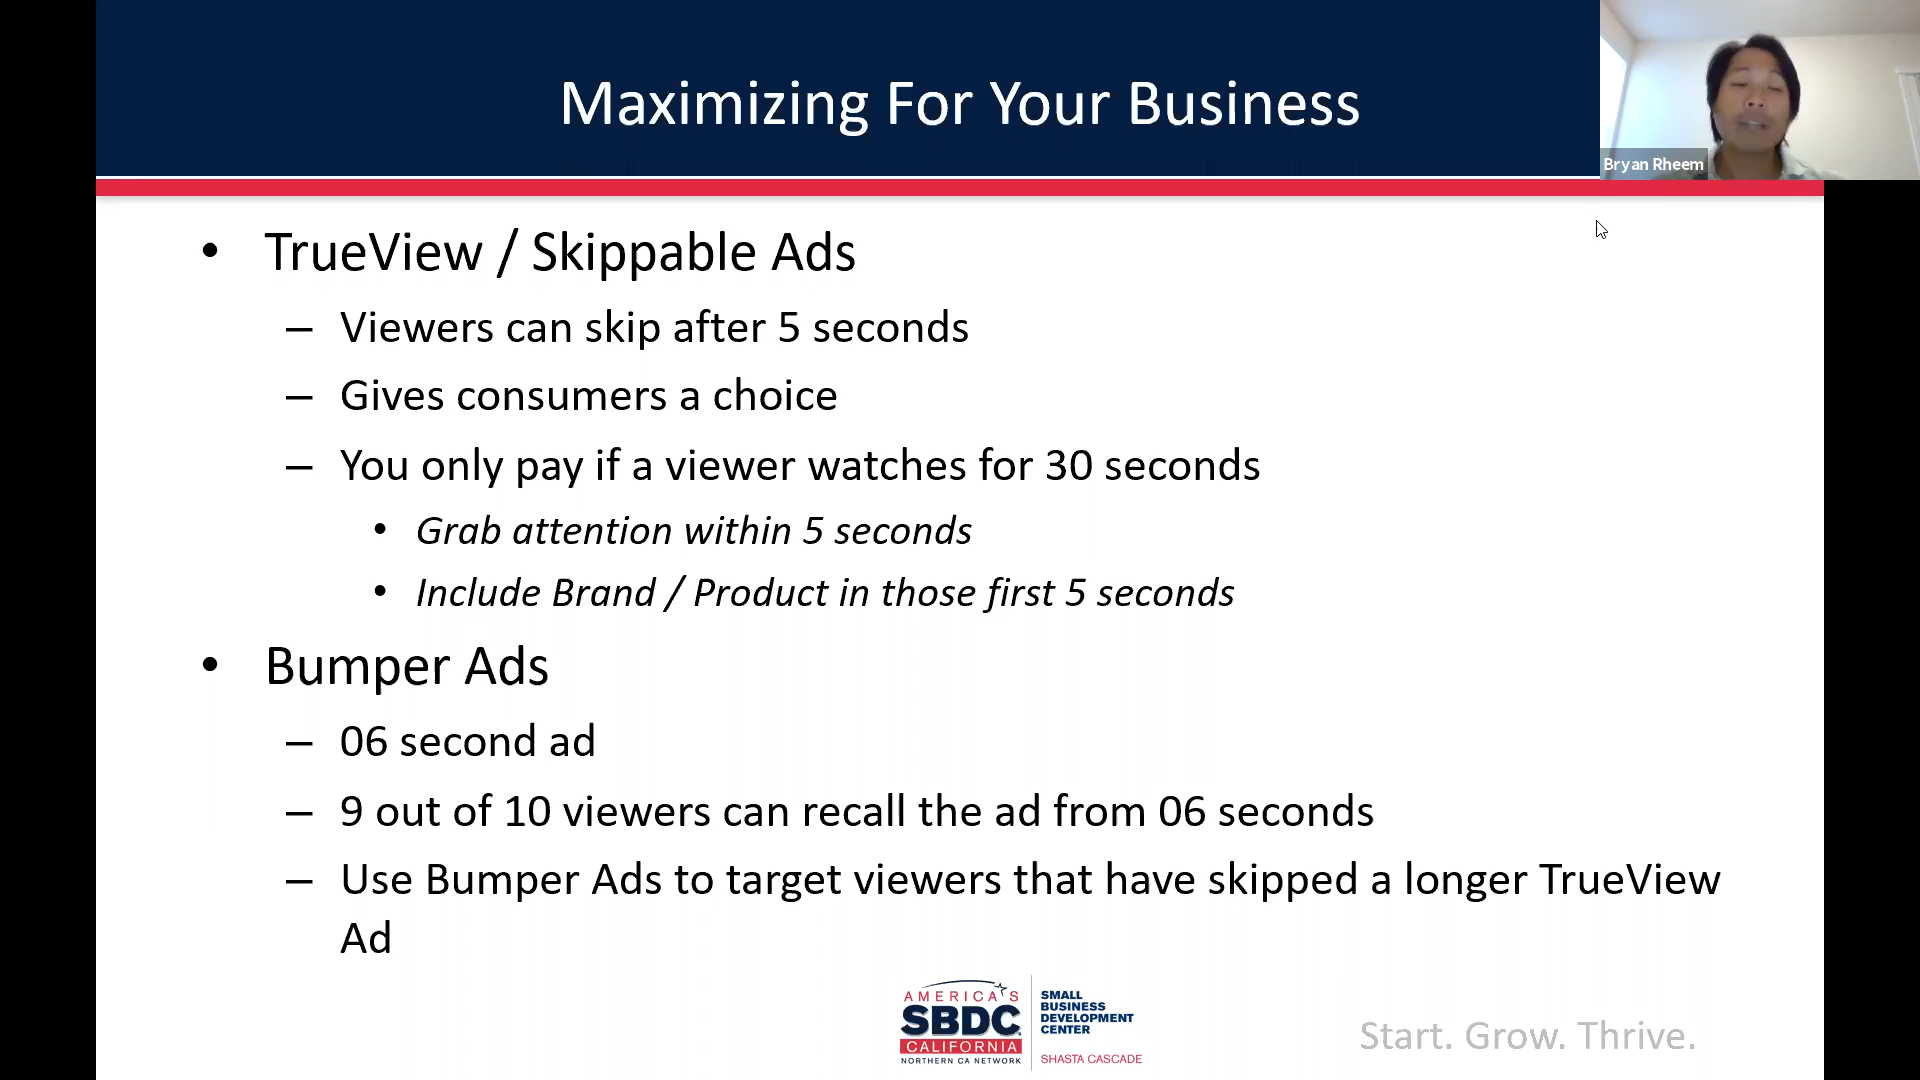 Maximizing For Your Business
Bryan Rheem
• TrueView / Skippable Ads
– Viewers can skip after 5 seconds
– Gives consumers a choice
– You only pay if a viewer watches for 30 seconds
• Grab attention within 5 seconds
• Include Brand / Product in those first 5 seconds
• Bumper Ads
– 06 second ad
– 9 out of 10 viewers can recall the ad from 06 seconds
– Use Bumper Ads to target viewers that have skipped a longer TrueView
Ad
AMERICA'S
SBDC
CALIFORNIA
NORTHERN CA NETWORK
SMALL
BUSINESS
DEVELOPMENT
CENTER
SHASTA CASCADE
Start. Grow. Thrive.